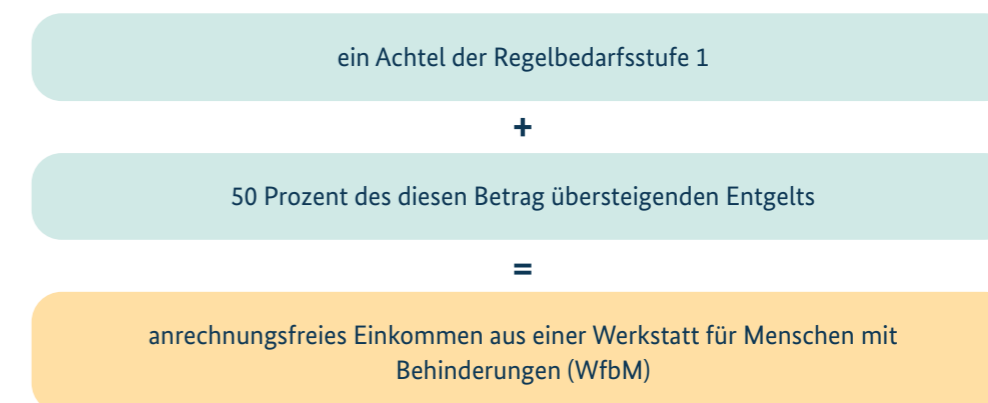 ein Achtel der Regelbedarfsstufe 1
+
50 Prozent des diesen Betrag übersteigenden Entgelts
=
anrechnungsfreies Einkommen aus einer Werkstatt für Menschen mit
Behinderungen (WfbM)